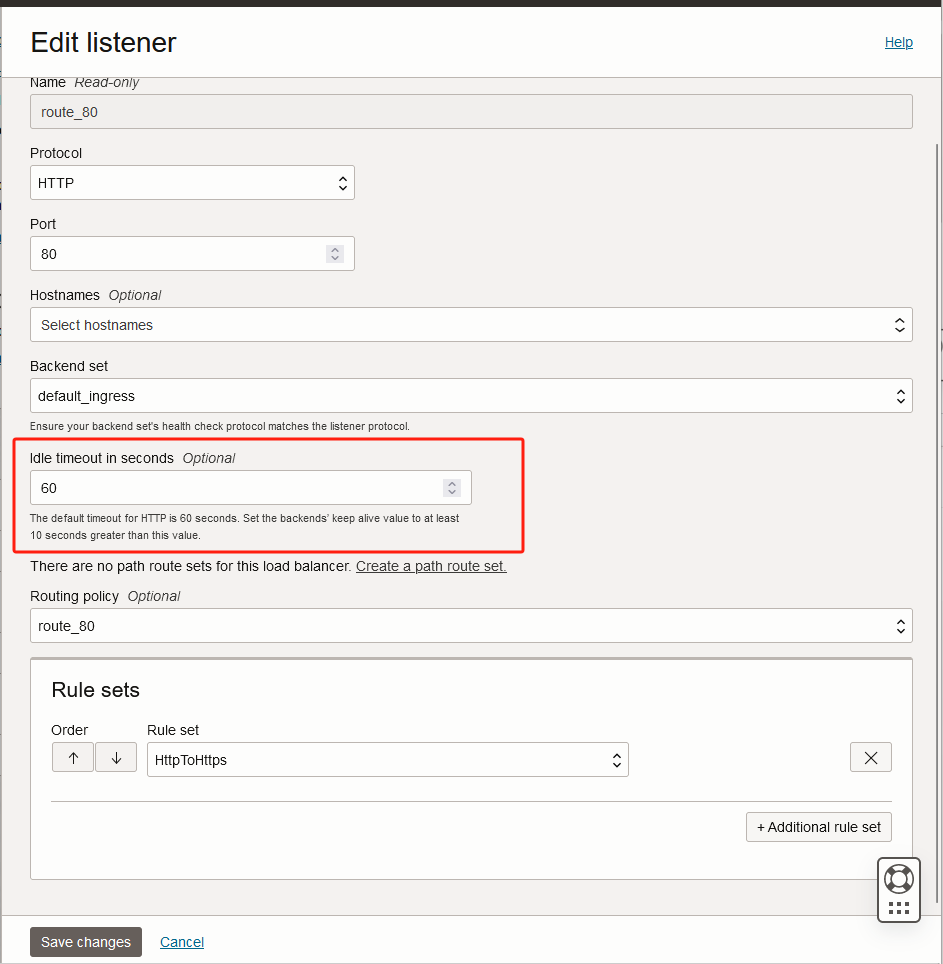 Edit listener
Help
Name Read-only
route_80
Protocol
HTTP
Port
80
Hostnames Optional
Select hostnames
Backend set
default_ingress
Ensure your backend set's health check protocol matches the listener protocol.
Idle timeout in seconds Optional
60
The default timeout for HTTP is 60 seconds. Set the backends' keep alive value to at least
10 seconds greater than this value.
There are no path route sets for this load balancer. Create a path route set.
Routing policy Optional
route_80
Rule sets
Order Rule set
HttpToHttps
+ Additional rule set
Save changes Cancel